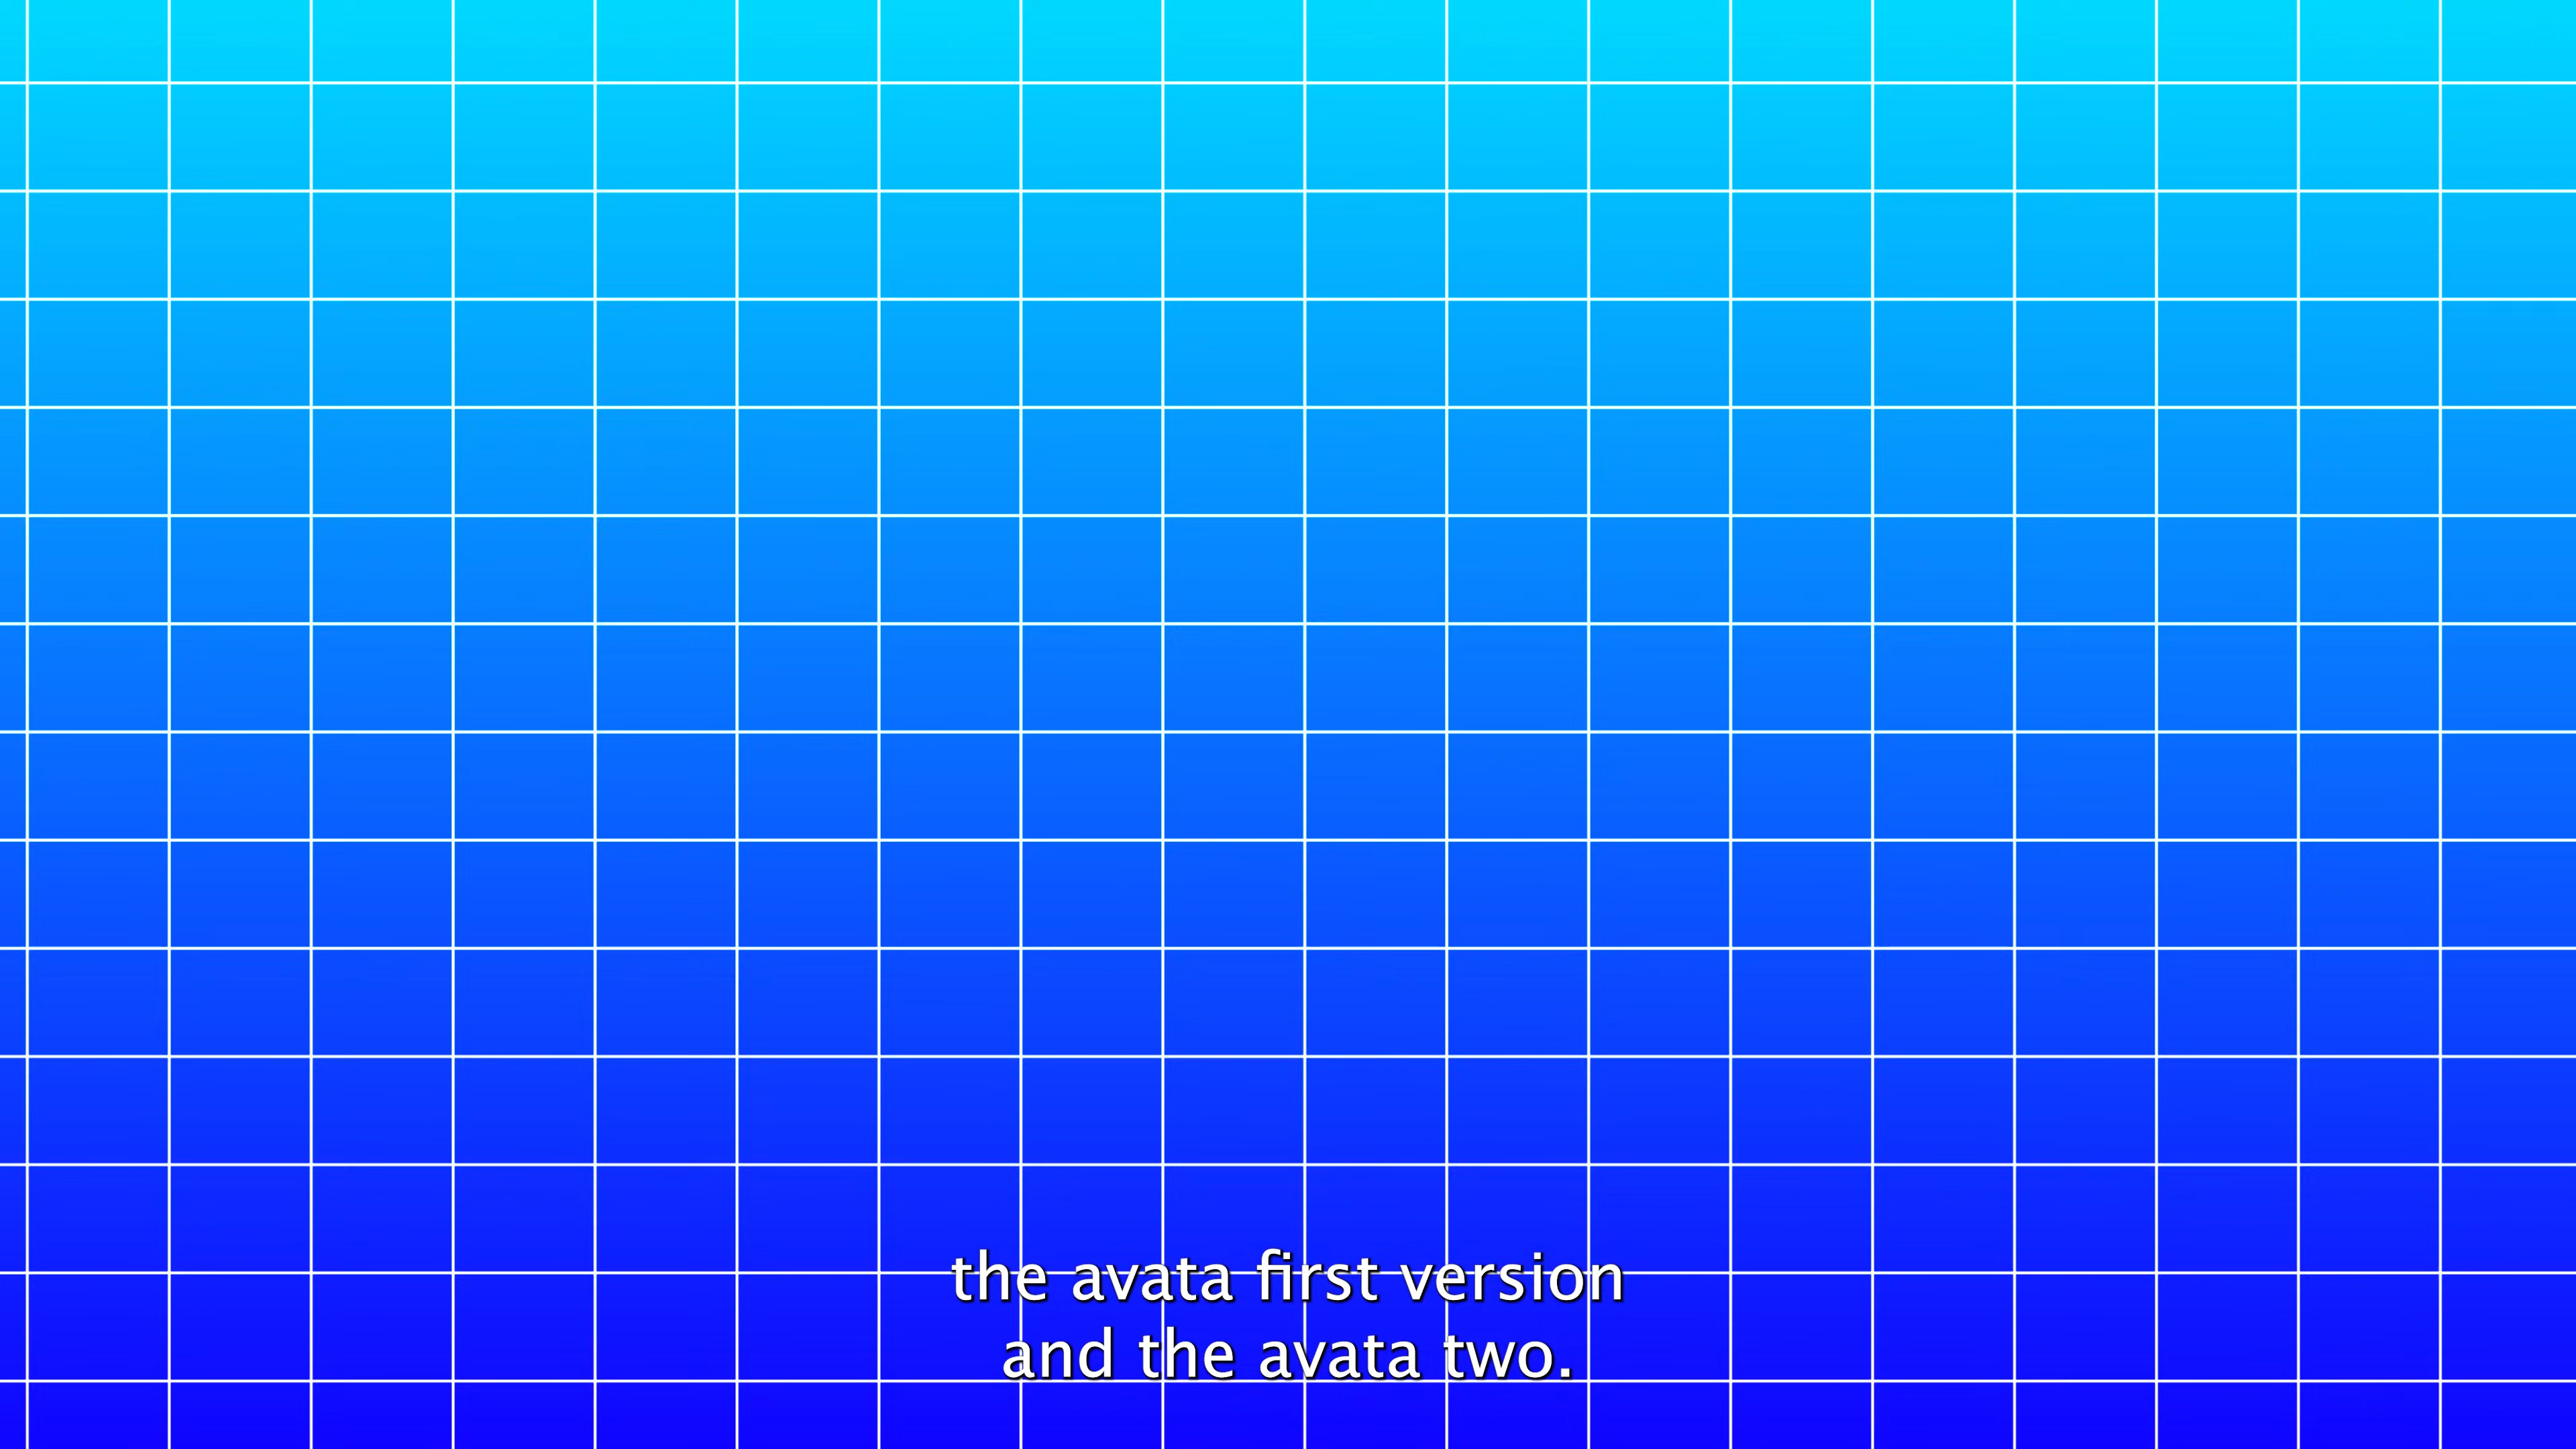 the avata first version
and the avata two.